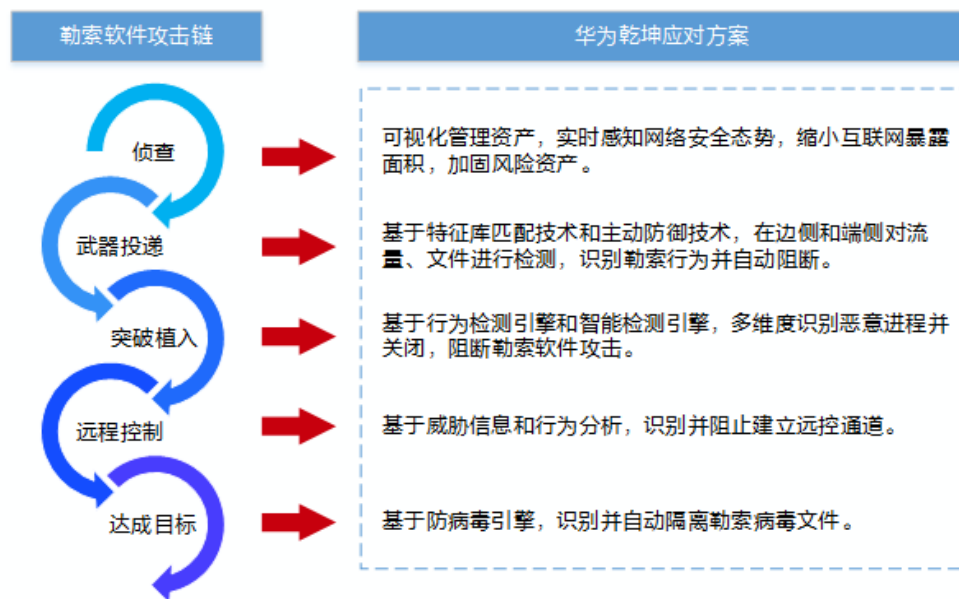 勒索软件攻击链
华为乾坤应对方案
侦查
可视化管理资产，实时感知网络安全态势，缩小互联网暴露
面积，加固风险资产。
武器投递
基于特征库匹配技术和主动防御技术，在边侧和端侧对流
量、文件进行检测，识别勒索行为并自动阻断。
突破植入
基于行为检测引擎和智能检测引擎，多维度识别恶意进程并
关闭，阻断勒索软件攻击。
远程控制
基于威胁信息和行为分析，识别并阻止建立远控通道。
达成目标
基于防病毒引擎，识别并自动隔离勒索病毒文件。